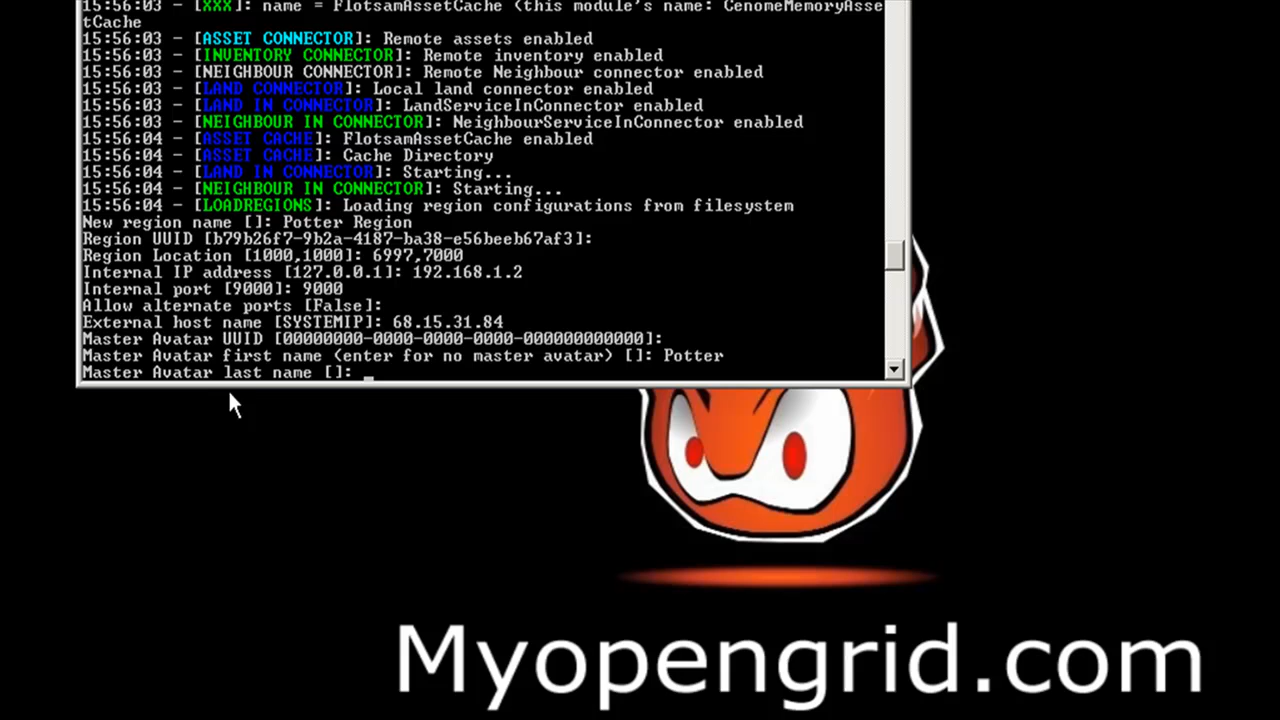 15:56:03 - [XXX]: name = FlotsamAssetCache (this module's name: CenomeMemoryAsse
tCache
15:56:03 - [ASSET CONNECTOR]: Remote assets enabled
15:56:03 - [INVENTORY CONNECTOR]: Remote inventory enabled
15:56:03 - [NEIGHBOUR CONNECTOR]: Remote Neighbour connector enabled
15:56:03 - [LAND CONNECTOR]: Local land connector enabled
15:56:03 - [LAND IN CONNECTOR]: LandServiceInConnector enabled
15:56:03 - [NEIGHBOUR IN CONNECTOR]: NeighbourServiceInConnector enabled
15:56:04 - [ASSET CACHE]: FlotsamAssetCache enabled
15:56:04 - [ASSET CACHE]: Cache Directory
15:56:04 - [LAND IN CONNECTOR]: Starting...
15:56:04 - [NEIGHBOUR IN CONNECTOR]: Starting...
15:56:04 - [LOADREGIONS]: Loading region configurations from filesystem
New region name []: Potter Region
Region UUID [b79b26f7-9b2a-4187-ba38-e56beeb67af3]:
Region Location [1000,1000]: 6997,7000
Internal IP address [127.0.0.1]: 192.168.1.2
Internal port [9000]: 9000
Allow alternate ports [False]:
External host name [SYSTEMIP]: 68.15.31.84
Master Avatar UUID [00000000-0000-0000-0000-000000000000]:
Master Avatar first name (enter for no master avatar) []: Potter
Master Avatar last name []: _
Myopengrid.com